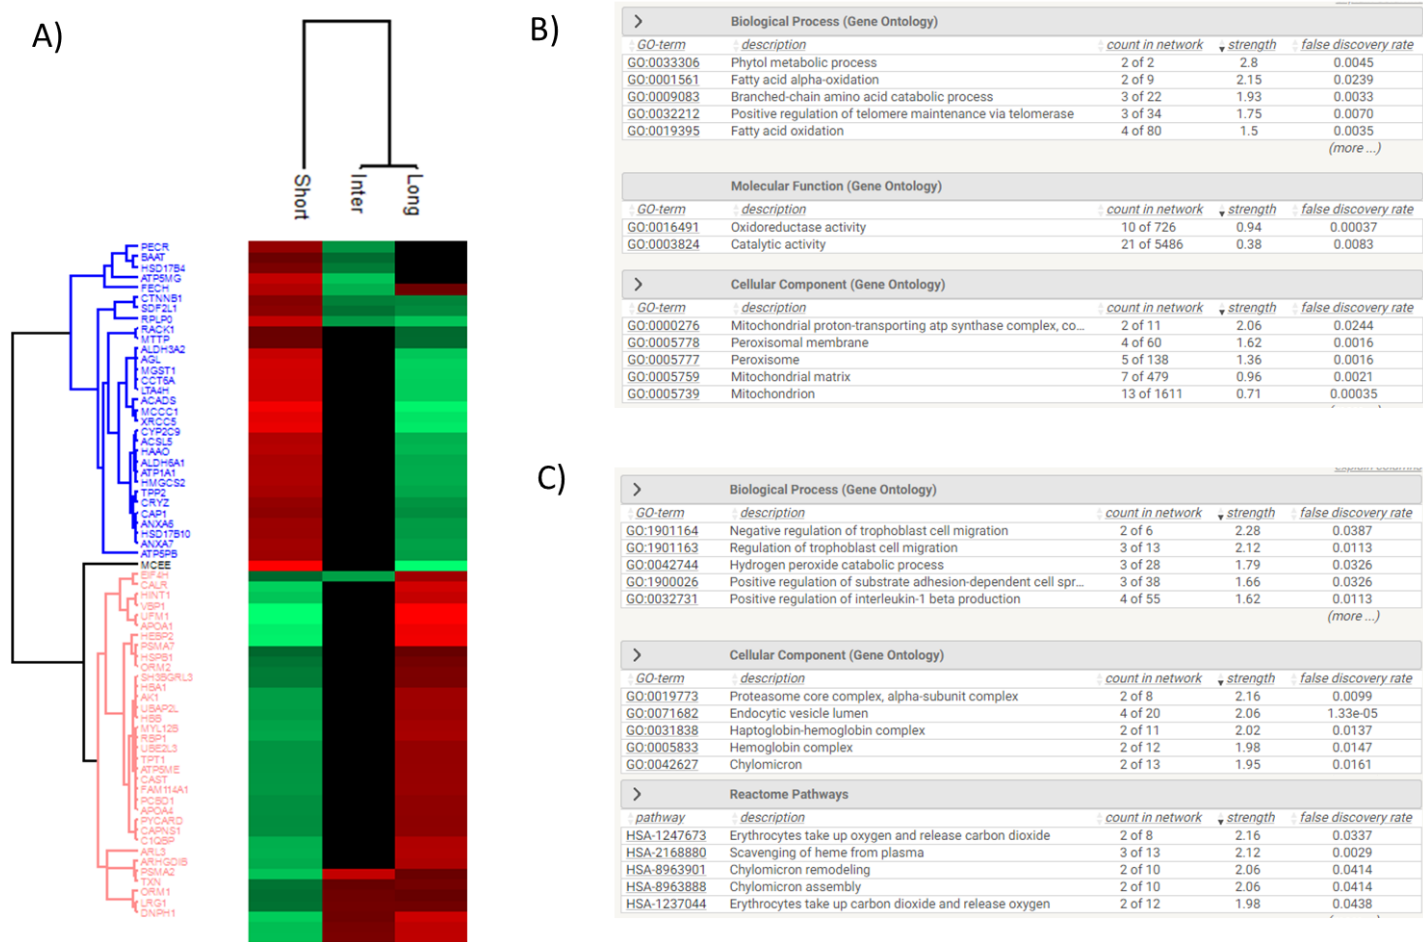 A)
Short
Inter
Long
PECR
BAAT
HSD17B4
ATP5MG
FECH
CTNNB1
SDF2L1
RPLP0
RACK1
MTTP
ALDH3A2
AGL
MGST1
CCT6A
LTA4H
ACADS
MCCC1
XRCC5
CYP2C9
ACSL5
HAAO
ALDH6A1
ATP1A1
HMGCS2
TPP2
CRYZ
CAP1
ANXA6
HSD17B10
ANXA7
ATP5PB
MCEE
EIF4H
CALR
HINT1
VBP1
UFM1
APOA1
HEBP2
PSMA7
HSPB1
ORM2
SH3BGRL3
HBA1
AK1
UBAP2L
HBB
MYL12B
RBP1
UBE2L3
TPT1
ATP5ME
CAST
FAM114A1
PCBD1
APOA4
PYCARD
CAPNS1
C1QBP
ARL3
ARHGDIB
PSMA2
TXN
ORM1
LRG1
DNPH1
B)
Biological Process (Gene Ontology)
GO-term description count in network strength false discovery rate
GO:0033306 Phytol metabolic process 2 of 2 2.8 0.0045
GO:0001561 Fatty acid alpha-oxidation 2 of 9 2.15 0.0239
GO:0009083 Branched-chain amino acid catabolic process 3 of 22 1.93 0.0033
GO:0032212 Positive regulation of telomere maintenance via telomerase 3 of 34 1.75 0.0070
GO:0019395 Fatty acid oxidation 4 of 80 1.5 0.0035
(more ...)
Molecular Function (Gene Ontology)
GO-term description count in network strength false discovery rate
GO:0016491 Oxidoreductase activity 10 of 726 0.94 0.00037
GO:0003824 Catalytic activity 21 of 5486 0.38 0.0083
Cellular Component (Gene Ontology)
GO-term description count in network strength false discovery rate
GO:0000276 Mitochondrial proton-transporting atp synthase complex, co... 2 of 11 2.06 0.0244
GO:0005778 Peroxisomal membrane 4 of 60 1.62 0.0016
GO:0005777 Peroxisome 5 of 138 1.36 0.0016
GO:0005759 Mitochondrial matrix 7 of 479 0.96 0.0021
GO:0005739 Mitochondrion 13 of 1611 0.71 0.00035
C)
Biological Process (Gene Ontology)
GO-term description count in network strength false discovery rate
GO:1901164 Negative regulation of trophoblast cell migration 2 of 6 2.28 0.0387
GO:1901163 Regulation of trophoblast cell migration 3 of 13 2.12 0.0113
GO:0042744 Hydrogen peroxide catabolic process 3 of 28 1.79 0.0326
GO:1900026 Positive regulation of substrate adhesion-dependent cell spr... 3 of 38 1.66 0.0326
GO:0032731 Positive regulation of interleukin-1 beta production 4 of 55 1.62 0.0113
(more ...)
Cellular Component (Gene Ontology)
GO-term description count in network strength false discovery rate
GO:0019773 Proteasome core complex, alpha-subunit complex 2 of 8 2.16 0.0099
GO:0071682 Endocytic vesicle lumen 4 of 20 2.06 1.33e-05
GO:0031838 Haptoglobin-hemoglobin complex 2 of 11 2.02 0.0137
GO:0005833 Hemoglobin complex 2 of 12 1.98 0.0147
GO:0042627 Chylomicron 2 of 13 1.95 0.0161
Reactome Pathways
pathway description count in network strength false discovery rate
HSA-1247673 Erythrocytes take up oxygen and release carbon dioxide 2 of 8 2.16 0.0337
HSA-2168880 Scavenging of heme from plasma 3 of 13 2.12 0.0029
HSA-8963901 Chylomicron remodeling 2 of 10 2.06 0.0414
HSA-8963888 Chylomicron assembly 2 of 10 2.06 0.0414
HSA-1237044 Erythrocytes take up carbon dioxide and release oxygen 2 of 12 1.98 0.0438